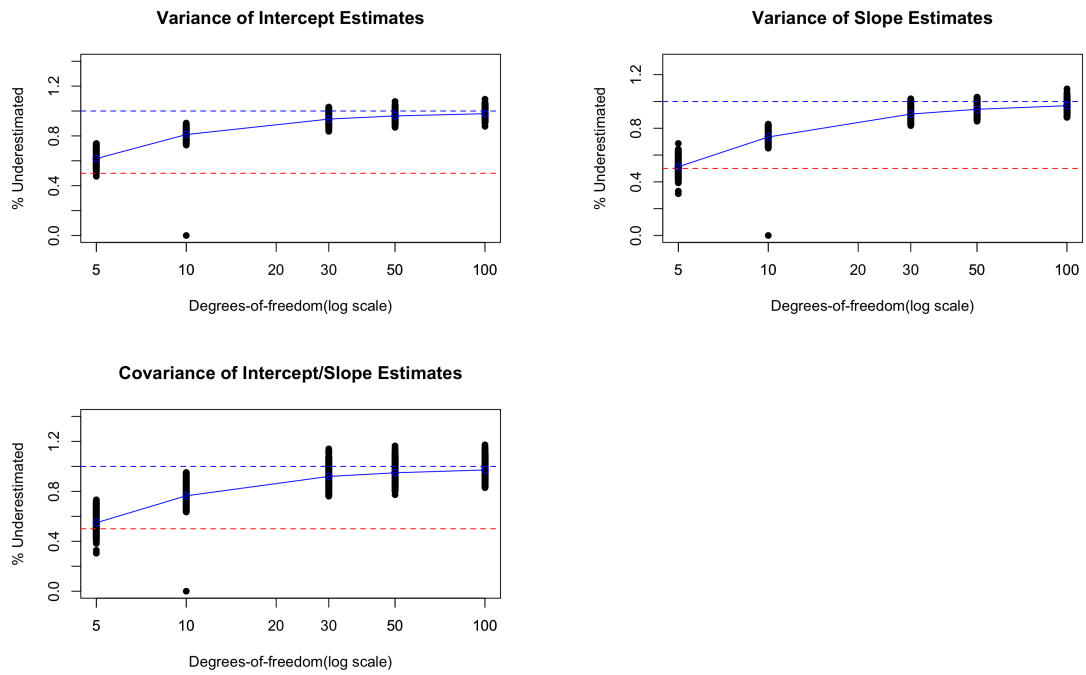 Variance of Intercept Estimates
% Underestimated
0.0 0.4 0.8 1.2
5 10 20 30 50 100
Degrees-of-freedom(log scale)
Variance of Slope Estimates
% Underestimated
0.0 0.4 0.8 1.2
5 10 20 30 50 100
Degrees-of-freedom(log scale)
Covariance of Intercept/Slope Estimates
% Underestimated
0.0 0.4 0.8 1.2
5 10 20 30 50 100
Degrees-of-freedom(log scale)